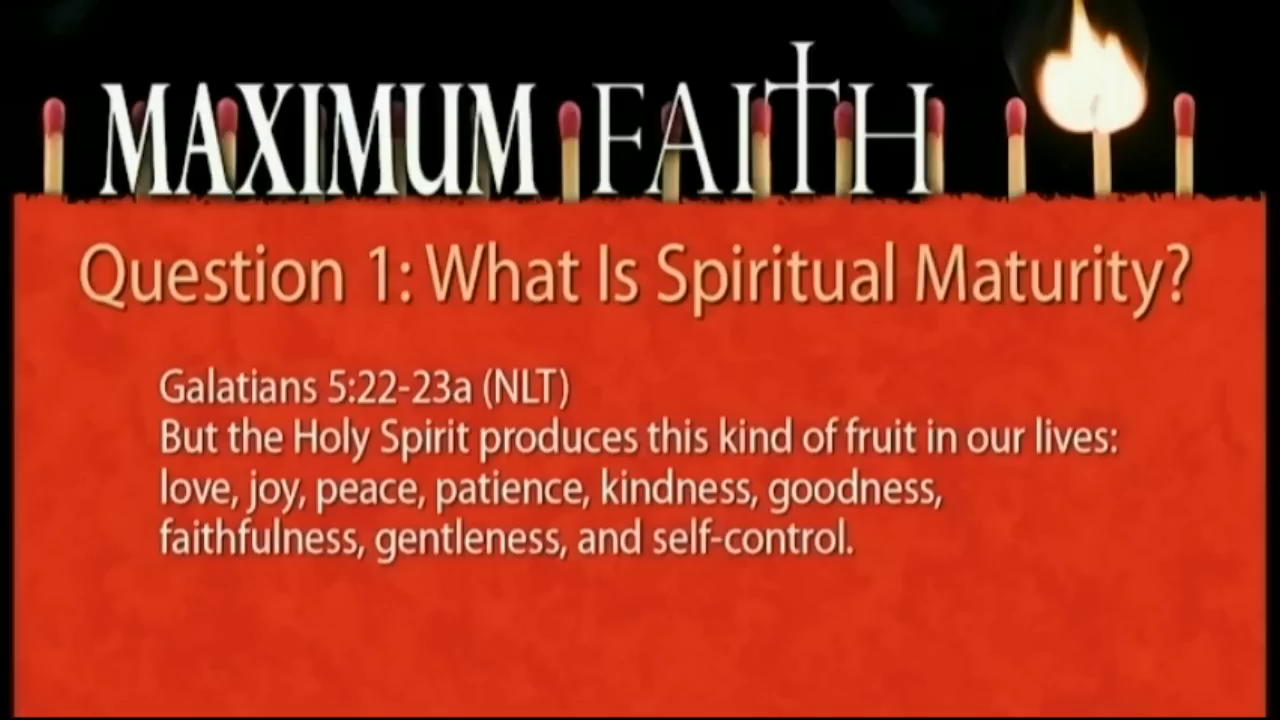 MAXIMUM FAITH
Question 1: What Is Spiritual Maturity?
Galatians 5:22-23a (NLT)
But the Holy Spirit produces this kind of fruit in our lives:
love, joy, peace, patience, kindness, goodness,
faithfulness, gentleness, and self-control.